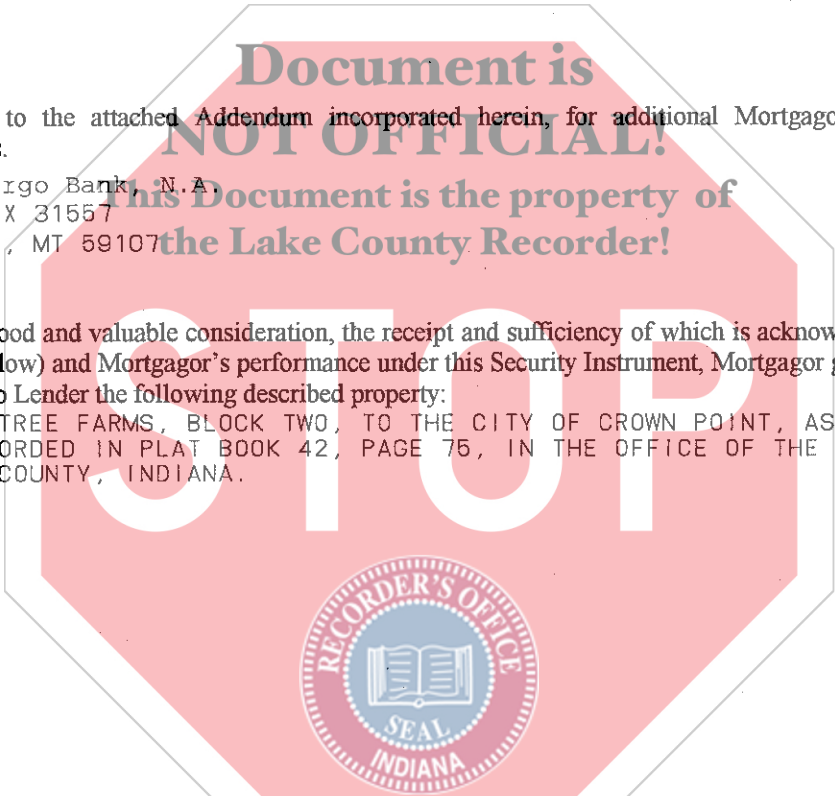 Document is
to the attached Addendum incorporated herein, for additional Mortgago
NOT OFFICIAL!
rgo Bank, N.A.
This Document is the property of
X 31557
, MT 59107
the Lake County Recorder!
STOP
ood and valuable consideration, the receipt and sufficiency of which is acknow
low) and Mortgagor's performance under this Security Instrument, Mortgagor g
o Lender the following described property:
TREE FARMS, BLOCK TWO, TO THE CITY OF CROWN POINT, AS
ORDED IN PLAT BOOK 42, PAGE 75, IN THE OFFICE OF THE
COUNTY, INDIANA.
RECORDER'S OFFICE
SEAL
INDIANA